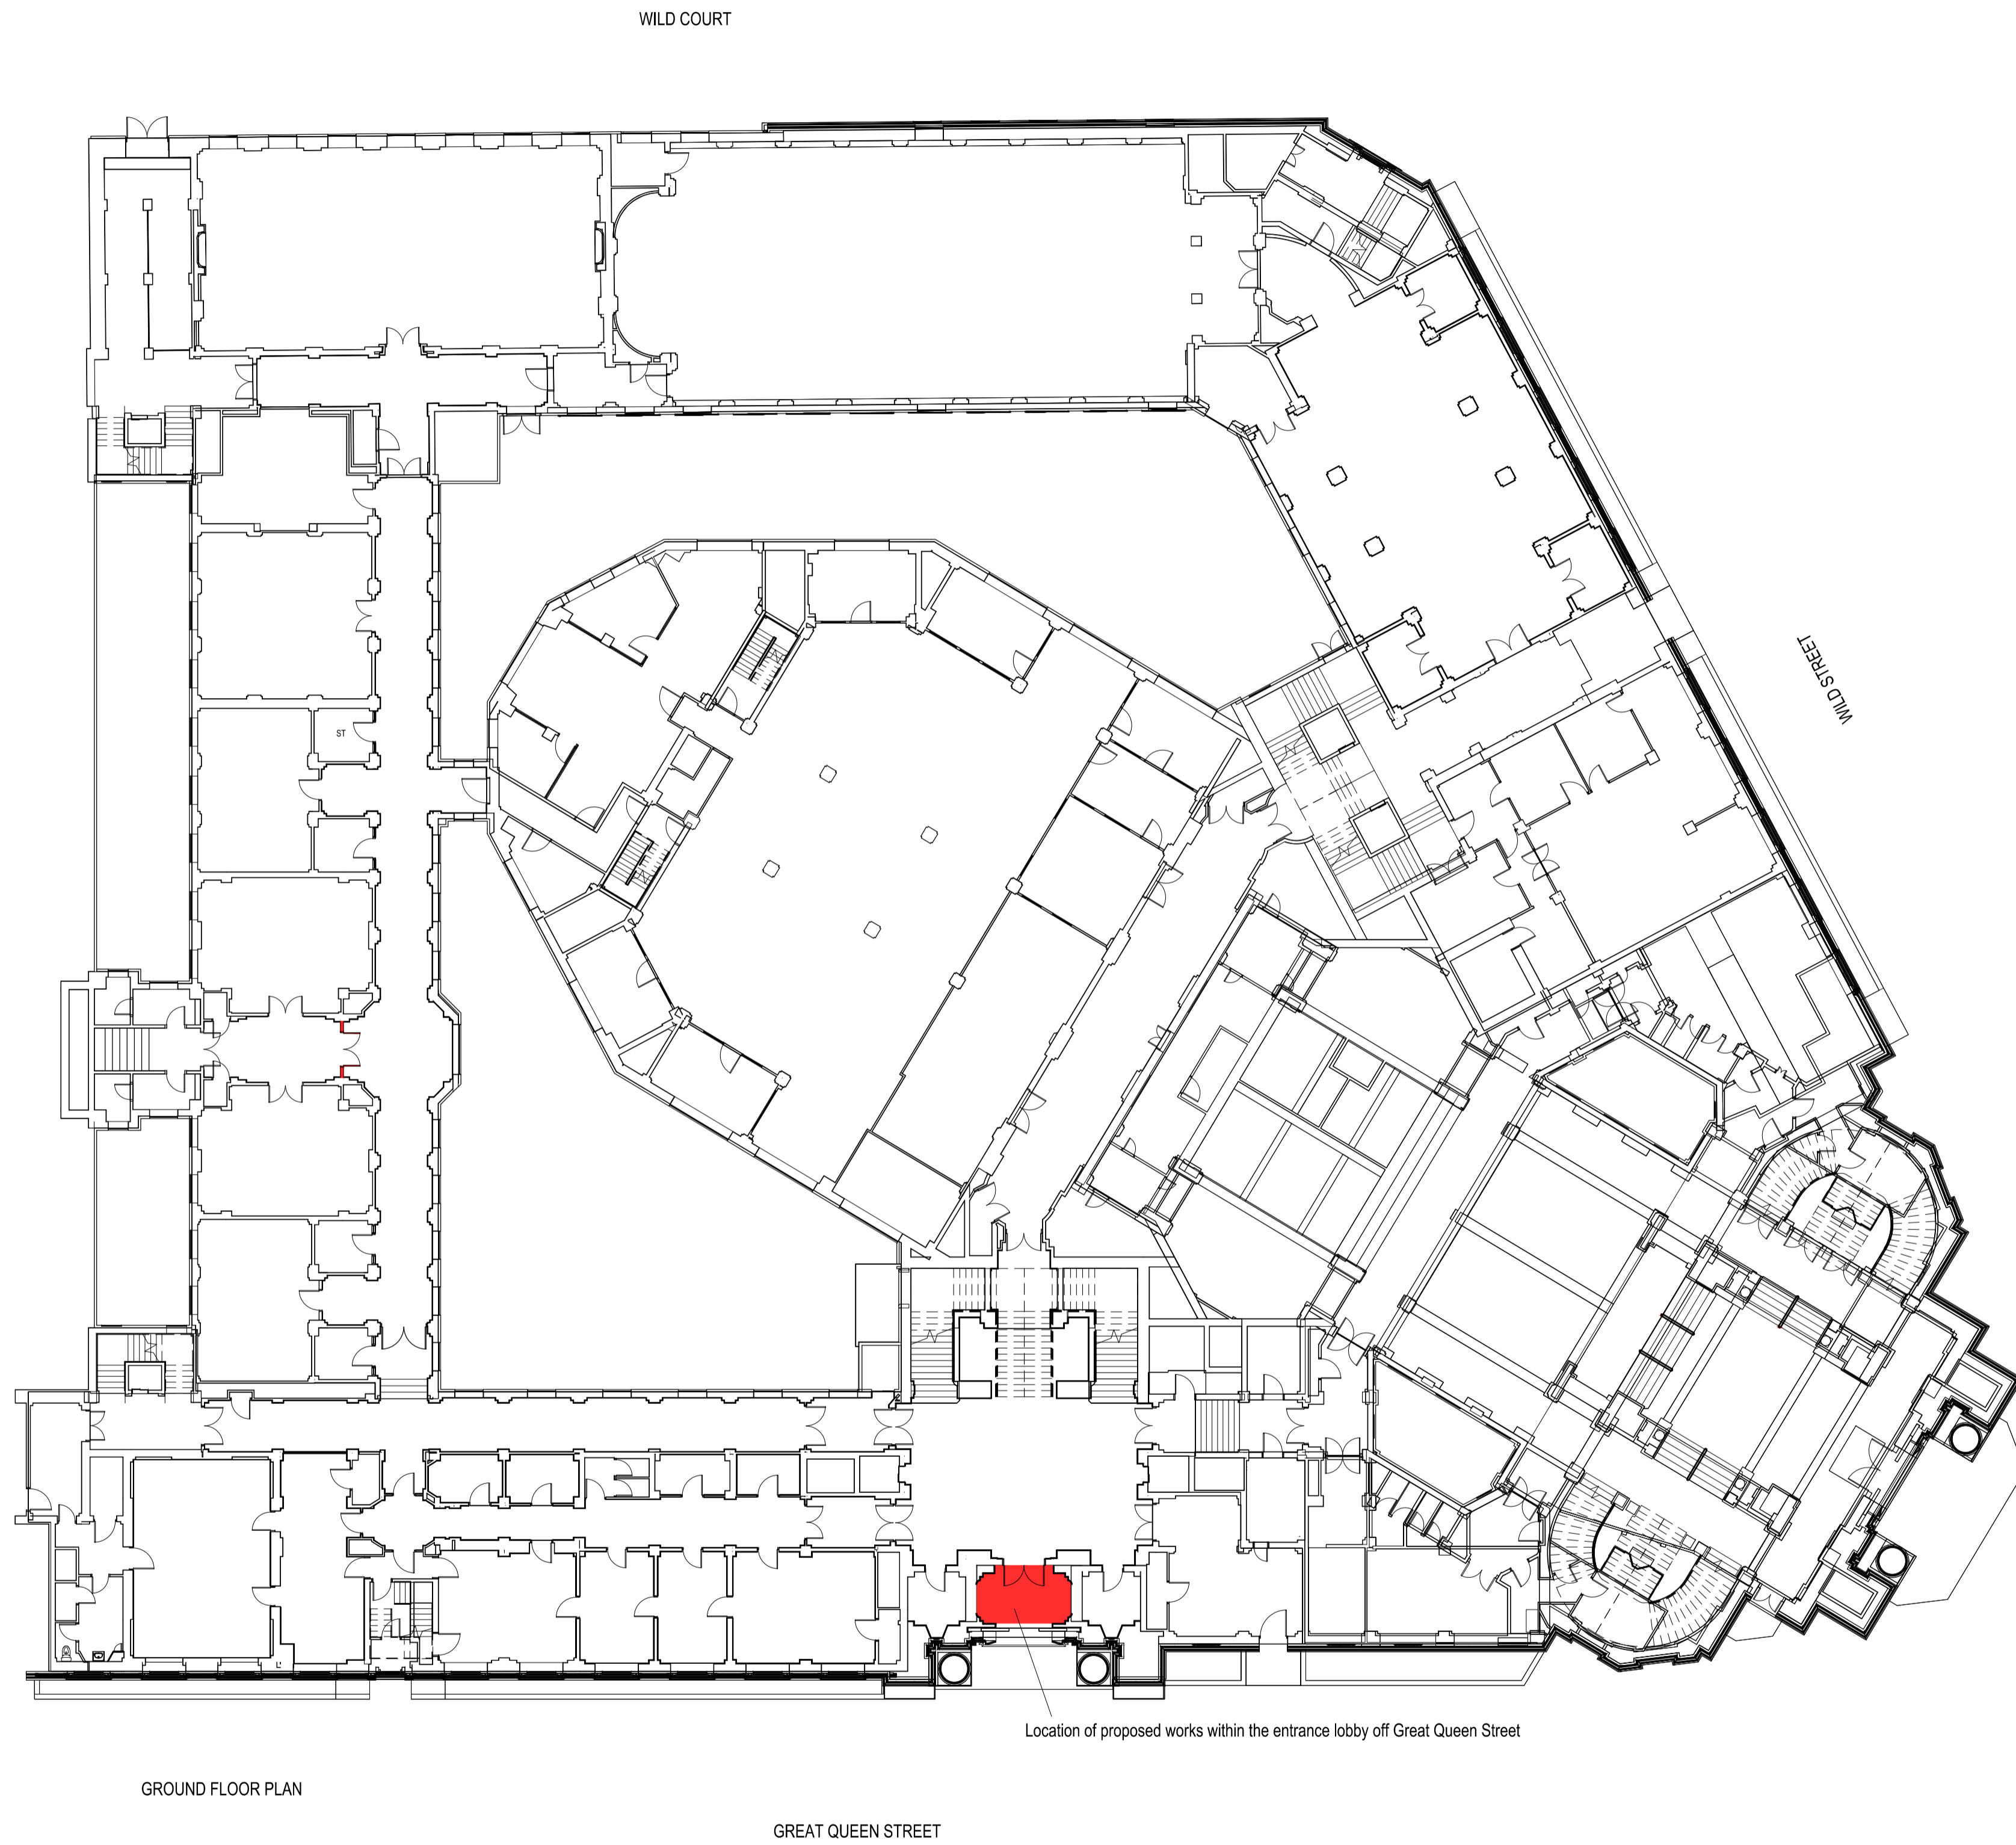 WILD COURT
WILD STREET
ST
Location of proposed works within the entrance lobby off Great Queen Street
GROUND FLOOR PLAN
GREAT QUEEN STREET